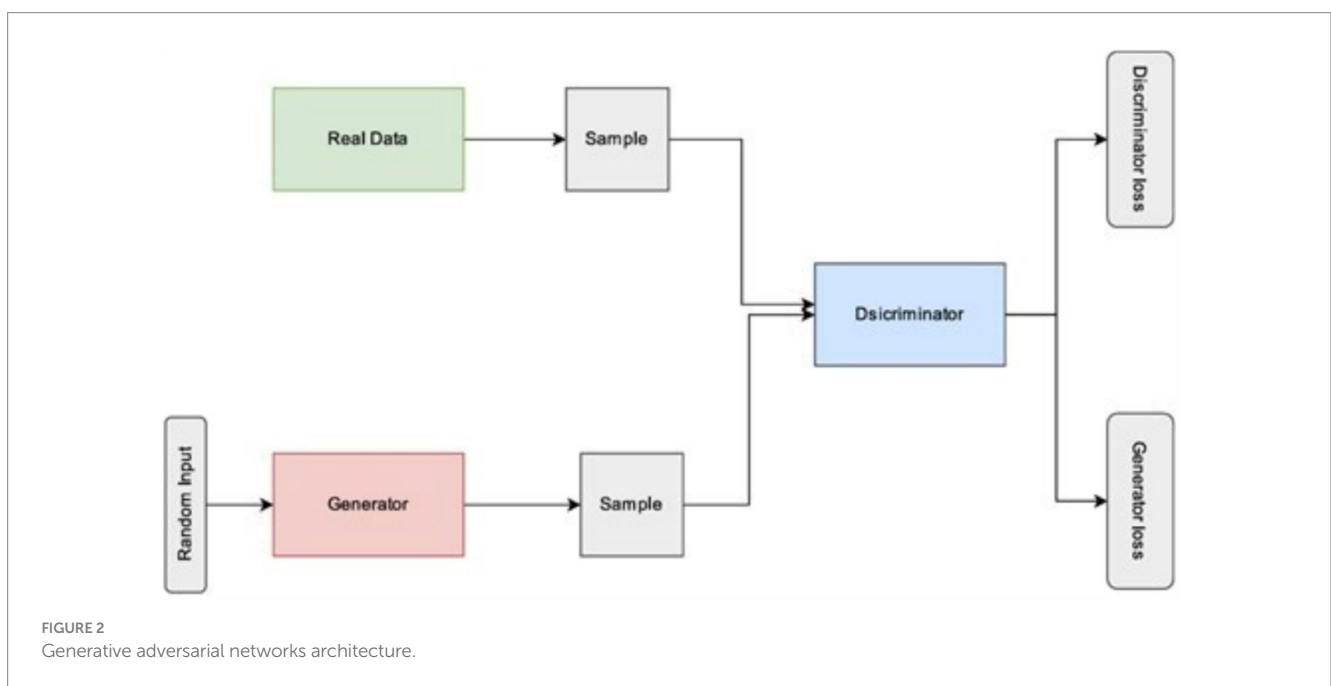 Real Data
Sample
Discriminator loss
Dsicriminator
Random Input
Generator
Sample
Generator loss
FIGURE 2
Generative adversarial networks architecture.